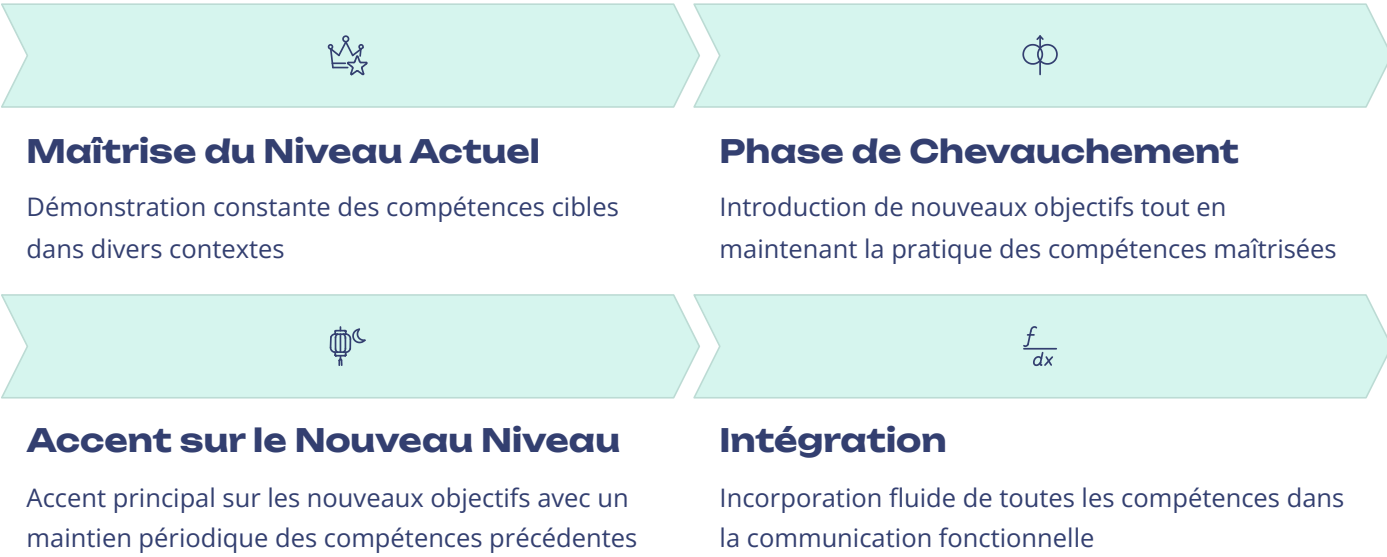 Maîtrise du Niveau Actuel
Démonstration constante des compétences cibles
dans divers contextes
Phase de Chevauchement
Introduction de nouveaux objectifs tout en
maintenant la pratique des compétences maîtrisées
f
dx
Accent sur le Nouveau Niveau
Accent principal sur les nouveaux objectifs avec un
maintien périodique des compétences précédentes
Intégration
Incorporation fluide de toutes les compétences dans
la communication fonctionnelle